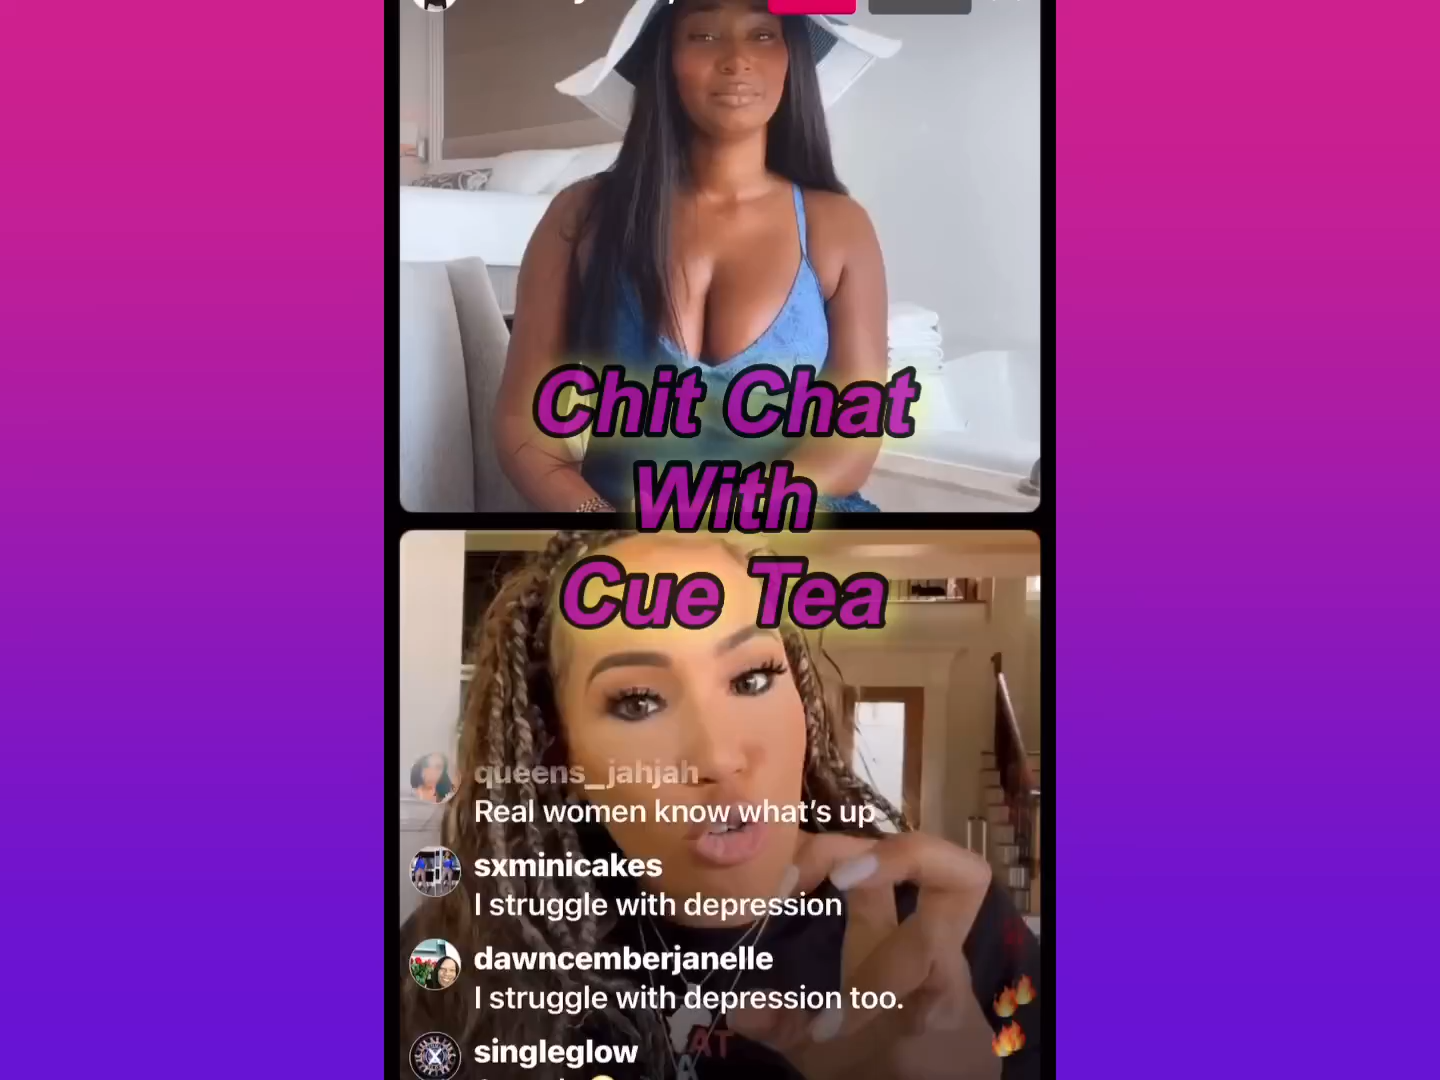 Chit Chat
With
Cue Tea
queens_jahjah
Real women know what's up
sxminicakes
I struggle with depression
dawncemberjanelle
I struggle with depression too.
singleglow
AT